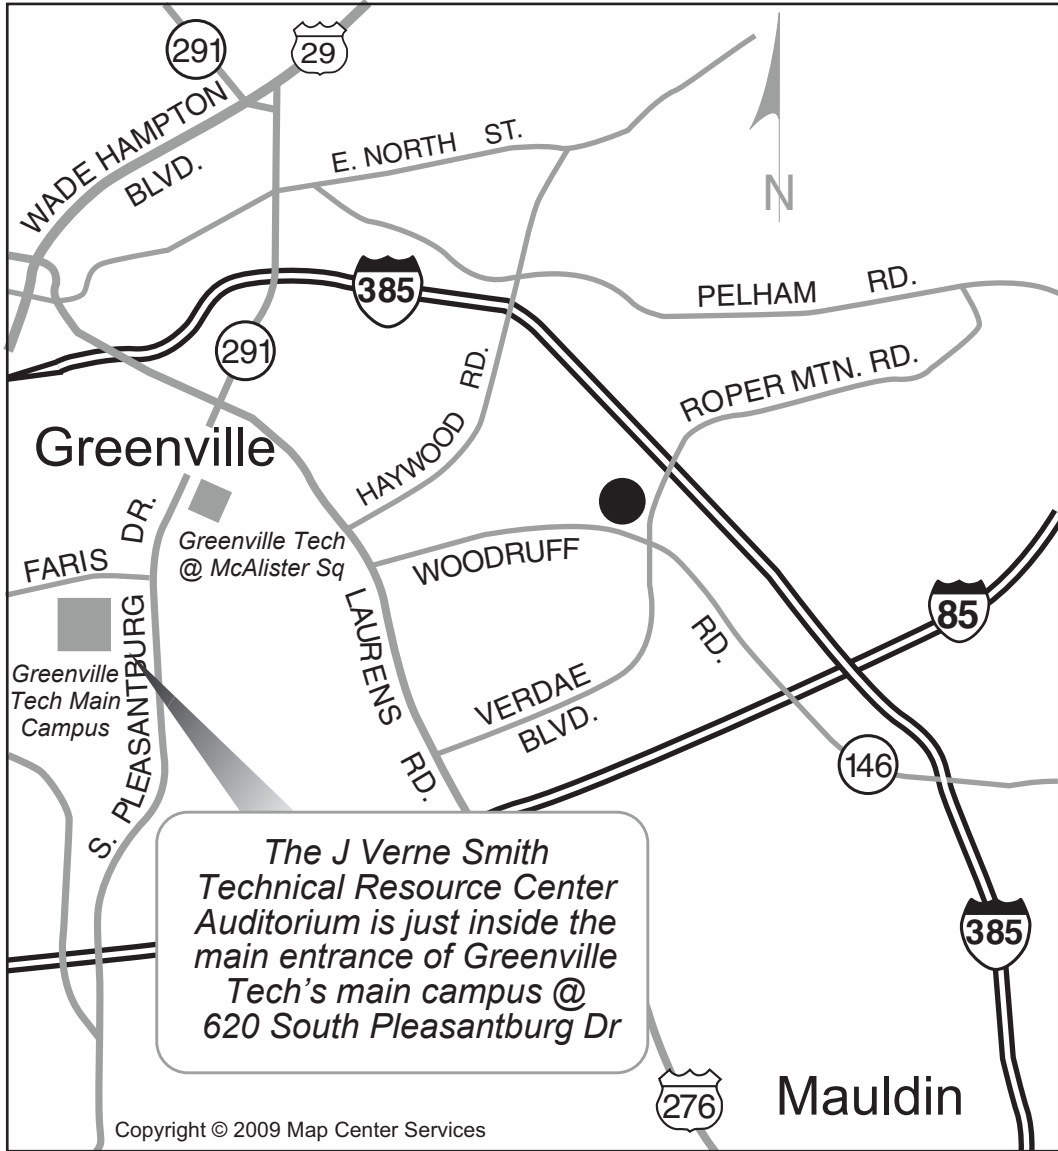 291
29
WADE HAMPTON
BLVD.
E. NORTH ST.
N
385
PELHAM RD.
291
ROPER MTN. RD.
HAYWOOD RD.
Greenville
S. PLEASANTBURG DR.
Greenville Tech
@ McAlister Sq
FARIS
WOODRUFF RD.
85
LAURENS RD.
Greenville
Tech Main
Campus
VERDAE
BLVD.
146
The J Verne Smith
Technical Resource Center
Auditorium is just inside the
main entrance of Greenville
Tech's main campus @
620 South Pleasantburg Dr
385
276
Mauldin
Copyright © 2009 Map Center Services